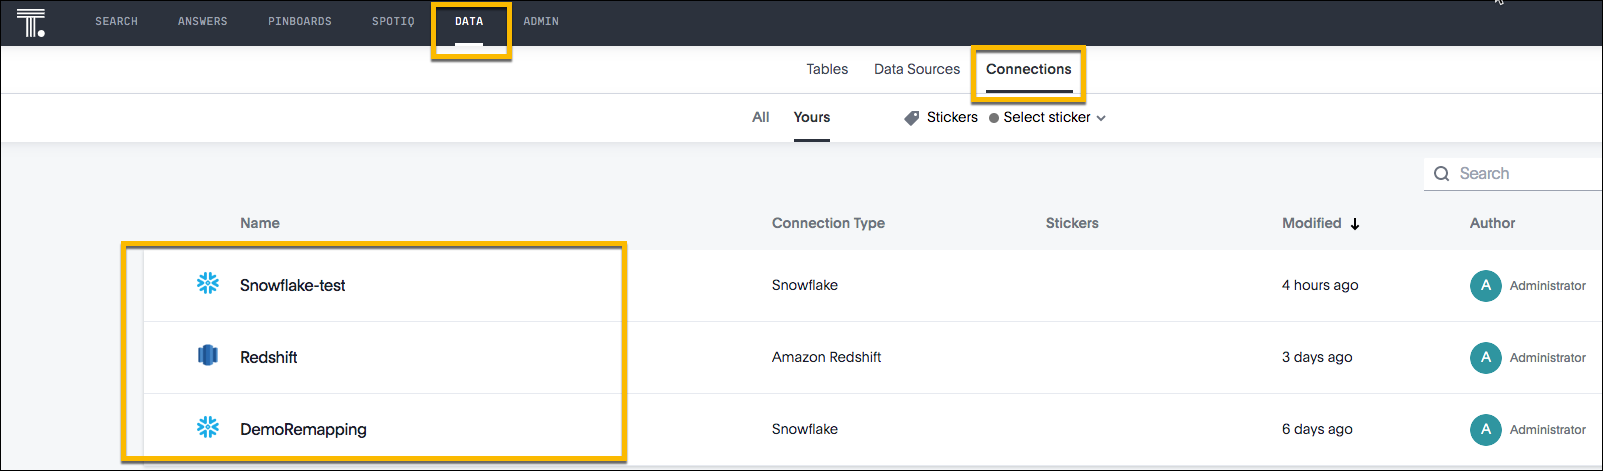 T. SEARCH ANSWERS PINBOARDS SPOTIQ DATA ADMIN
Tables Data Sources Connections
All Yours Stickers Select sticker
Search
Name Connection Type Stickers Modified Author
Snowflake-test Snowflake 4 hours ago A Administrator
Redshift Amazon Redshift 3 days ago A Administrator
DemoRemapping Snowflake 6 days ago A Administrator